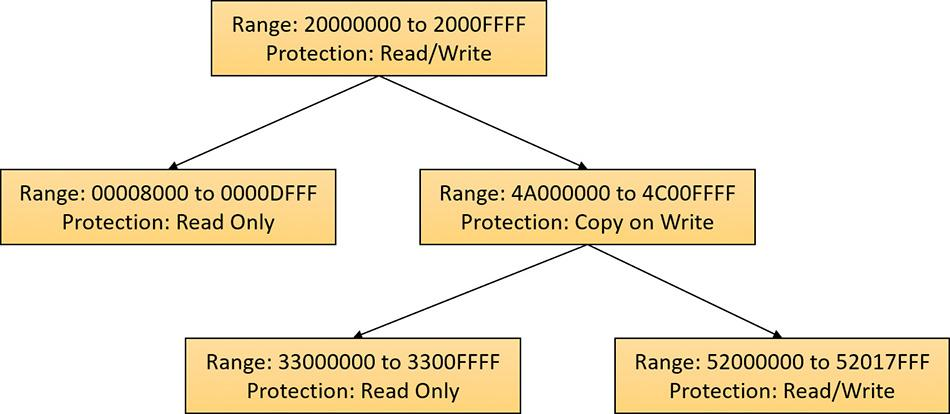 Range: 20000000 to 2000FFFF
Protection: Read/Write
Range: 00008000 to 0000DFFF
Protection: Read Only
Range: 4A000000 to 4C00FFFF
Protection: Copy on Write
Range: 33000000 to 3300FFFF
Protection: Read Only
Range: 52000000 to 52017FFF
Protection: Read/Write